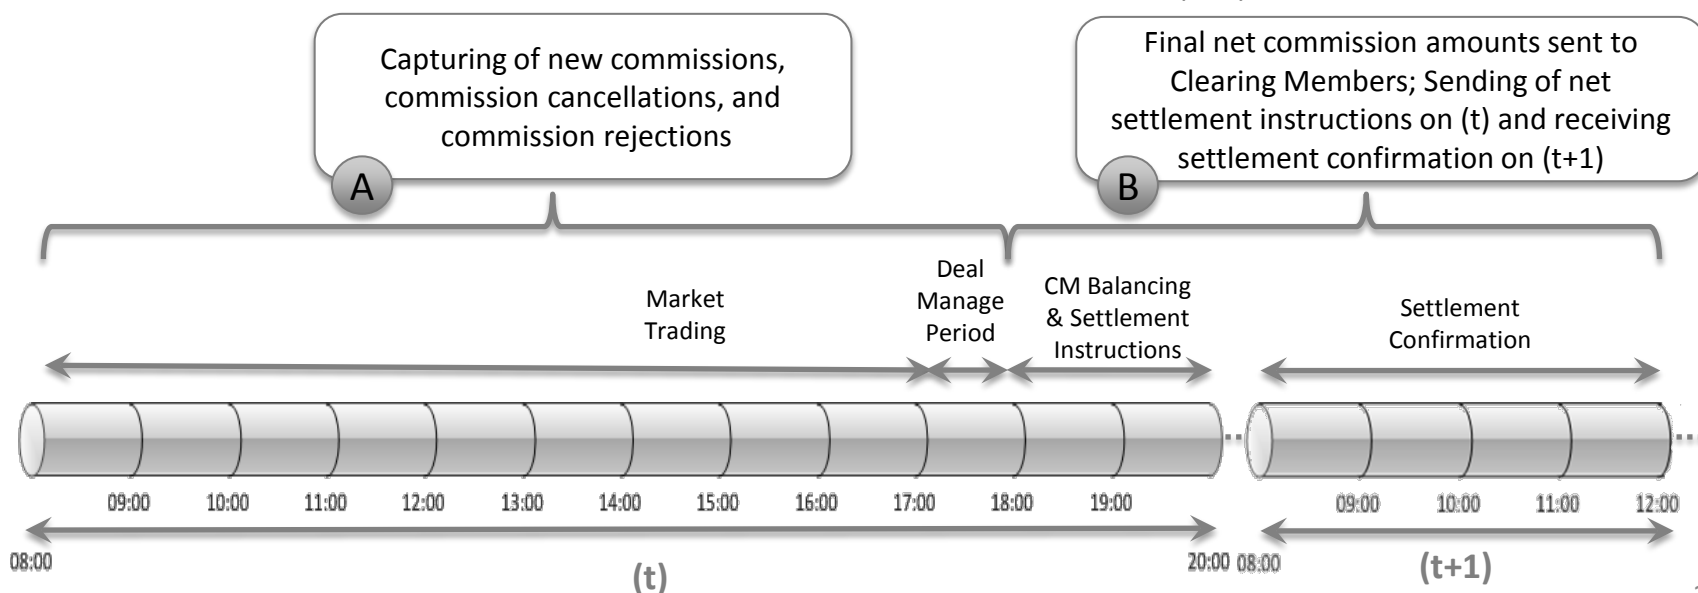 Capturing of new commissions,
commission cancellations, and
commission rejections
A
Final net commission amounts sent to
Clearing Members; Sending of net
settlement instructions on (t) and receiving
settlement confirmation on (t+1)
B
Market
Trading
Deal
Manage
Period
CM Balancing
& Settlement
Instructions
Settlement
Confirmation
09:00 10:00 11:00 12:00 13:00 14:00 15:00 16:00 17:00 18:00 19:00 09:00 10:00 11:00 12:00
08:00 (t) 20:00 08:00 (t+1)